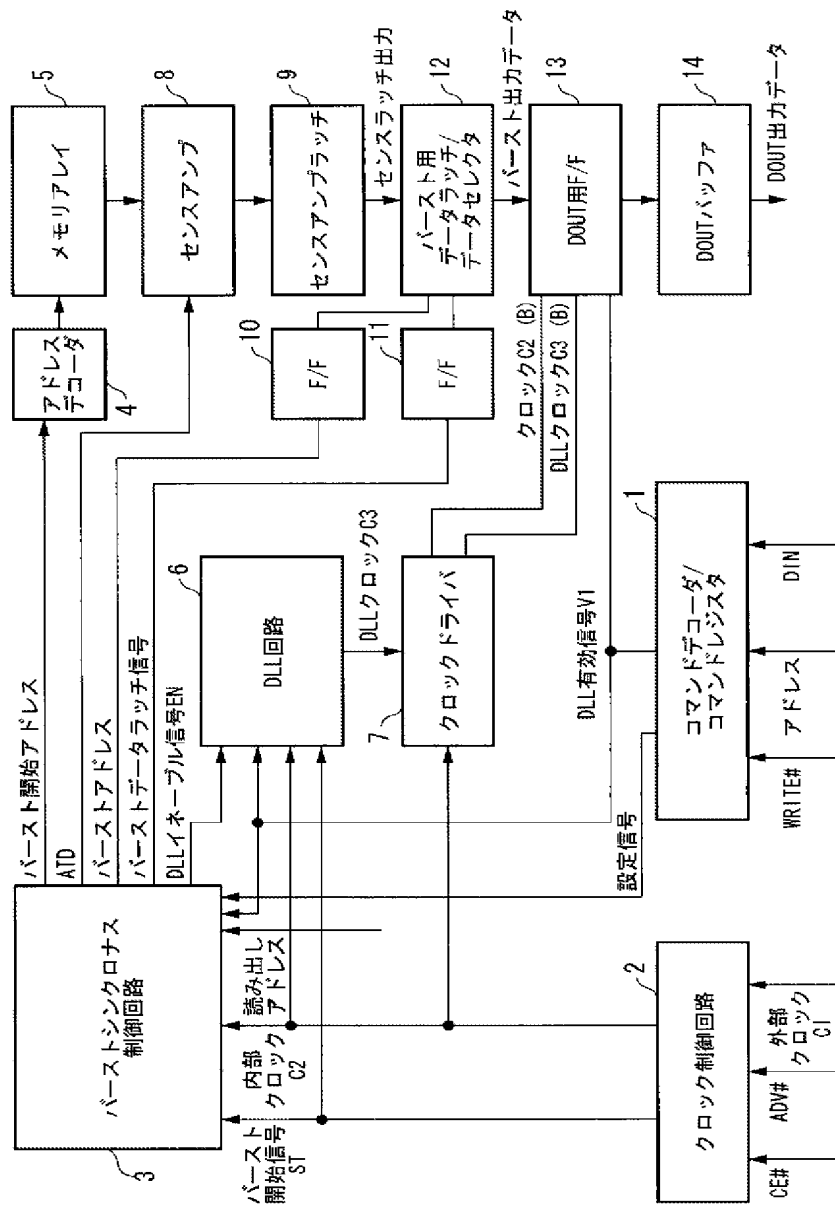 5
メモリアレイ
8
センスアンプ
9
センスアンプラッチ
センスラッチ出力
12
バースト用
データラッチ/
データセレクタ
バースト出力データ
13
DOUT用F/F
14
DOUTバッファ
DOUT出力データ
アドレス
デコーダ
4
10
F/F
11
F/F
クロックC2 (B)
DLLクロックC3 (B)
バースト開始アドレス
ATD
バーストアドレス
バーストデータラッチ信号
DLLイネーブル信号EN
6
DLL回路
DLLクロックC3
7
クロックドライバ
DLL有効信号V1
1
コマンドデコーダ/
コマンドレジスタ
設定信号
WRITE#
アドレス
DIN
バーストシンクロナス
制御回路
3
読み出し
アドレス
内部
クロック
C2
バースト
開始信号
ST
2
クロック制御回路
CE#
ADV#
外部
クロック
C1